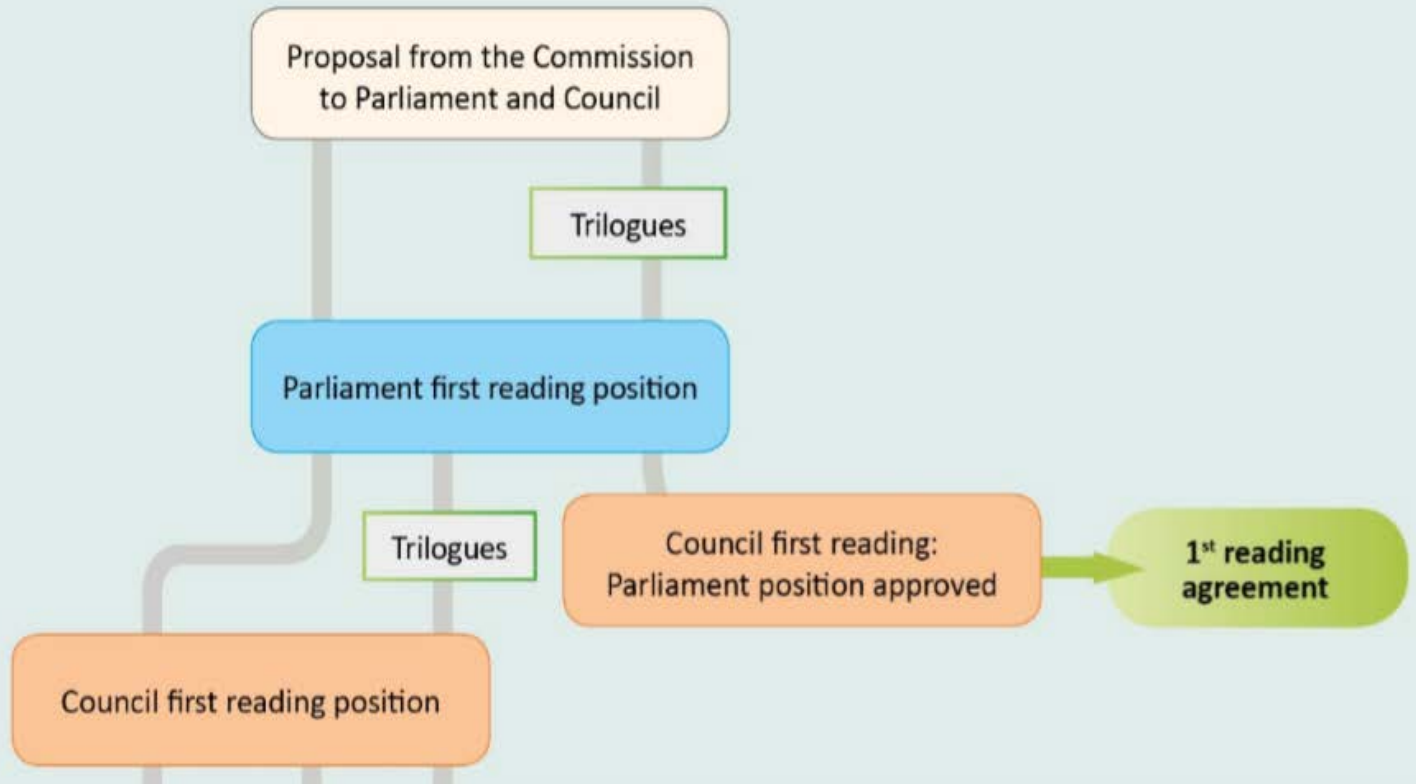 Proposal from the Commission
to Parliament and Council
Trilogues
Parliament first reading position
Trilogues
Council first reading:
Parliament position approved
1st reading
agreement
Council first reading position